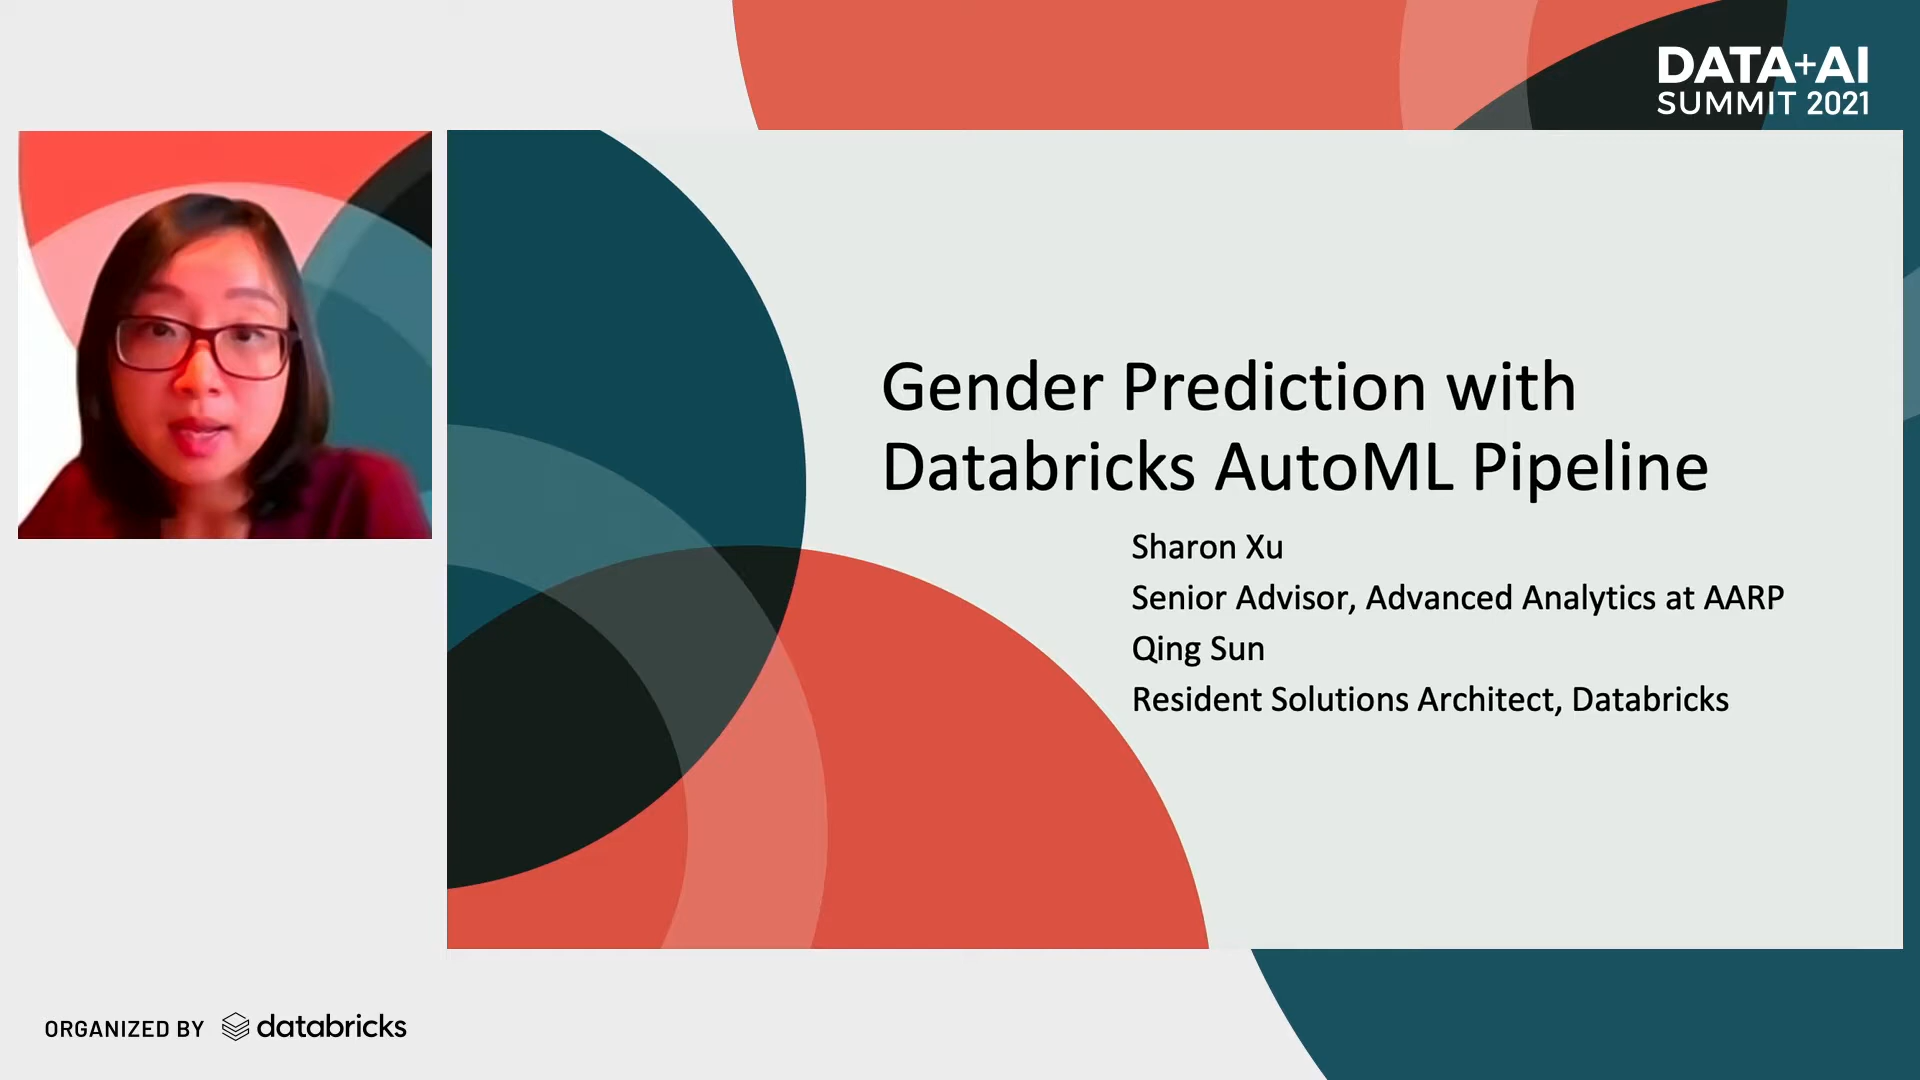 DATA+AI
SUMMIT 2021
Gender Prediction with
Databricks AutoML Pipeline
Sharon Xu
Senior Advisor, Advanced Analytics at AARP
Qing Sun
Resident Solutions Architect, Databricks
ORGANIZED BY databricks